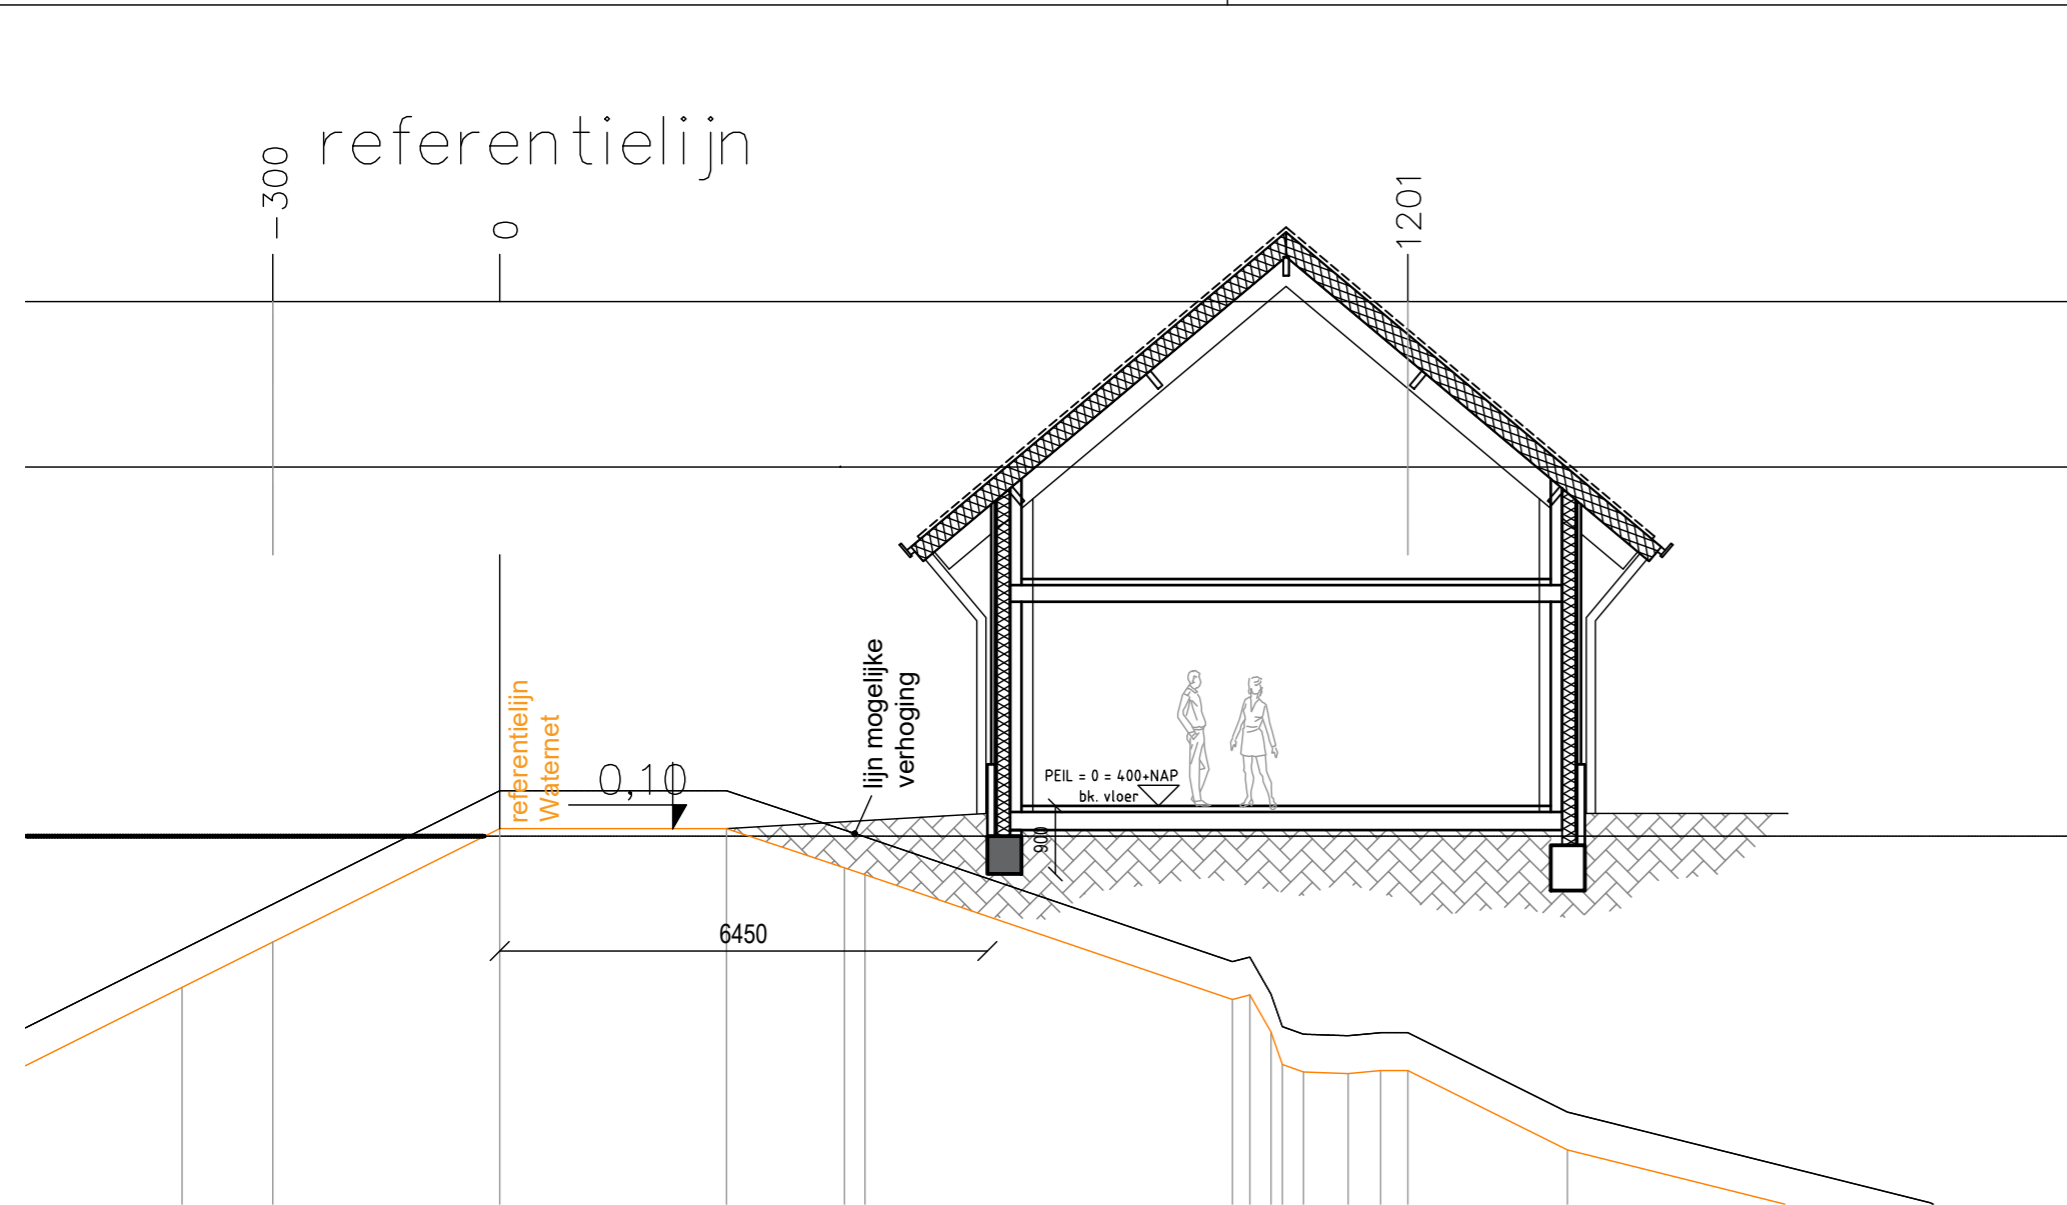 referentielijn
-300
0
1201
referentielijn
Waternet
0,10
lijn mogelijke
verhoging
PEIL = 0 = 400+NAP
bk. vloer
900
6450